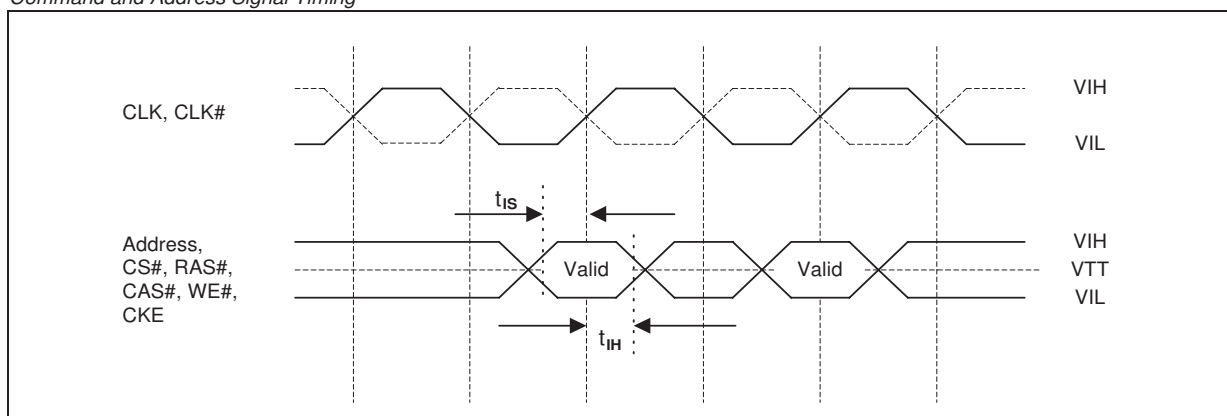 Command and Address Signal Timing
CLK, CLK#
VIH
VIL
tIS
Address,
CS#, RAS#,
CAS#, WE#,
CKE
Valid
Valid
VIH
VTT
VIL
tIH